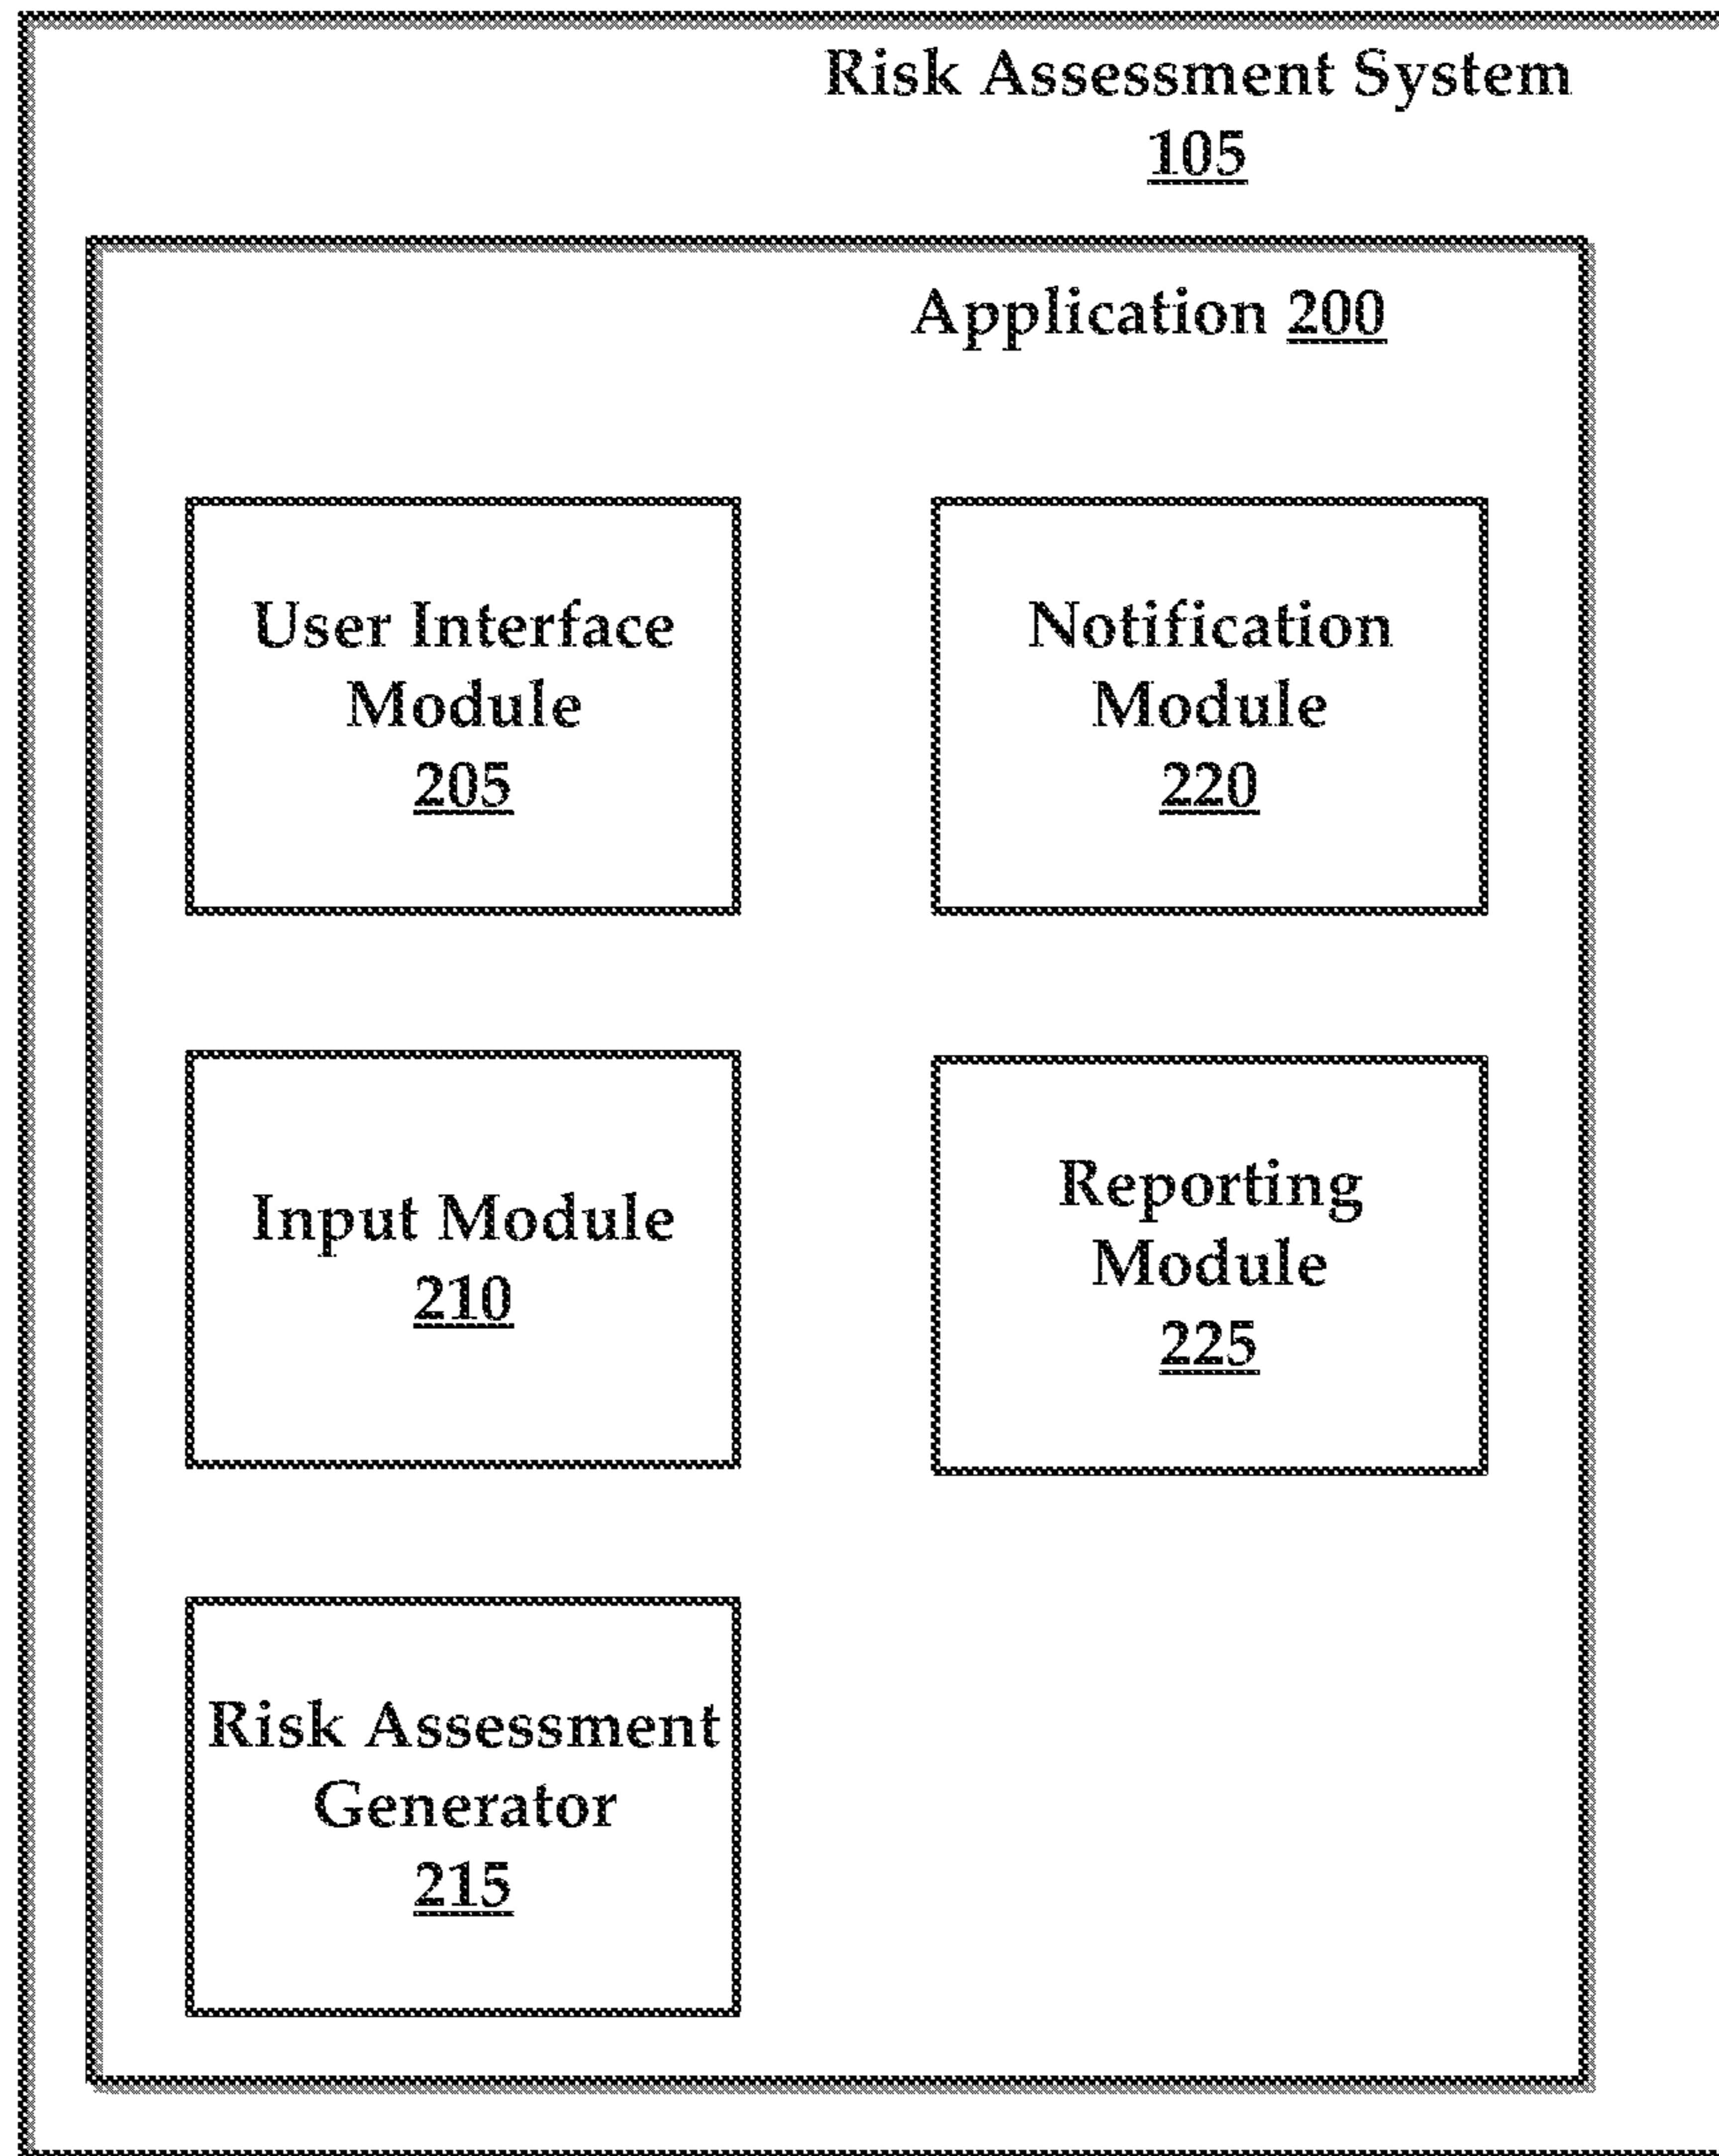 Risk Assessment System
105
Application 200
User Interface
Module
205
Notification
Module
220
Input Module
210
Reporting
Module
225
Risk Assessment
Generator
215